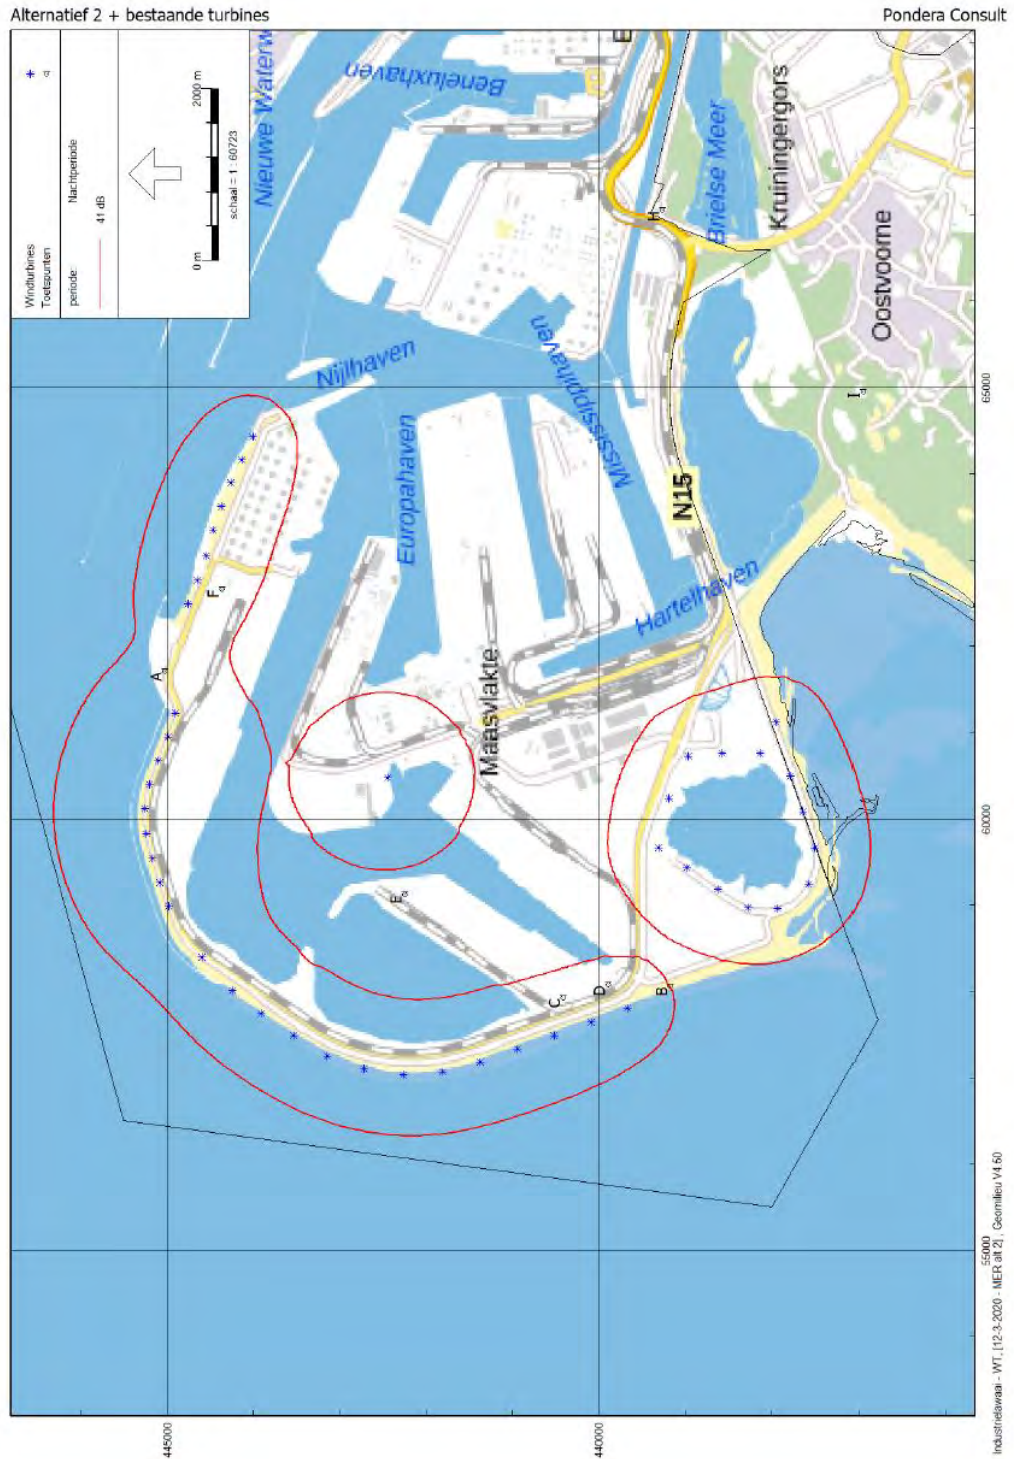 Alternatief 2 + bestaande turbines
Pondera Consult
Windturbines
Toetspunten
periode:
Nachtperiode
41 dB
0 m
2000 m
schaal = 1 : 60723
Nieuwe Waterw
Beneluxhaven
E
Brielse Meer
Kruiningergors
H
Oostvoorne
Nijlhaven
Mississippihaven
Europahaven
I
N15
Hartelhaven
F
A
Maasvlakte
E
C
D
B
65000
60000
55000
445000
440000
Industrielawaai - WT, [12-3-2020 - MER alt 2] , Geomilieu V4.50